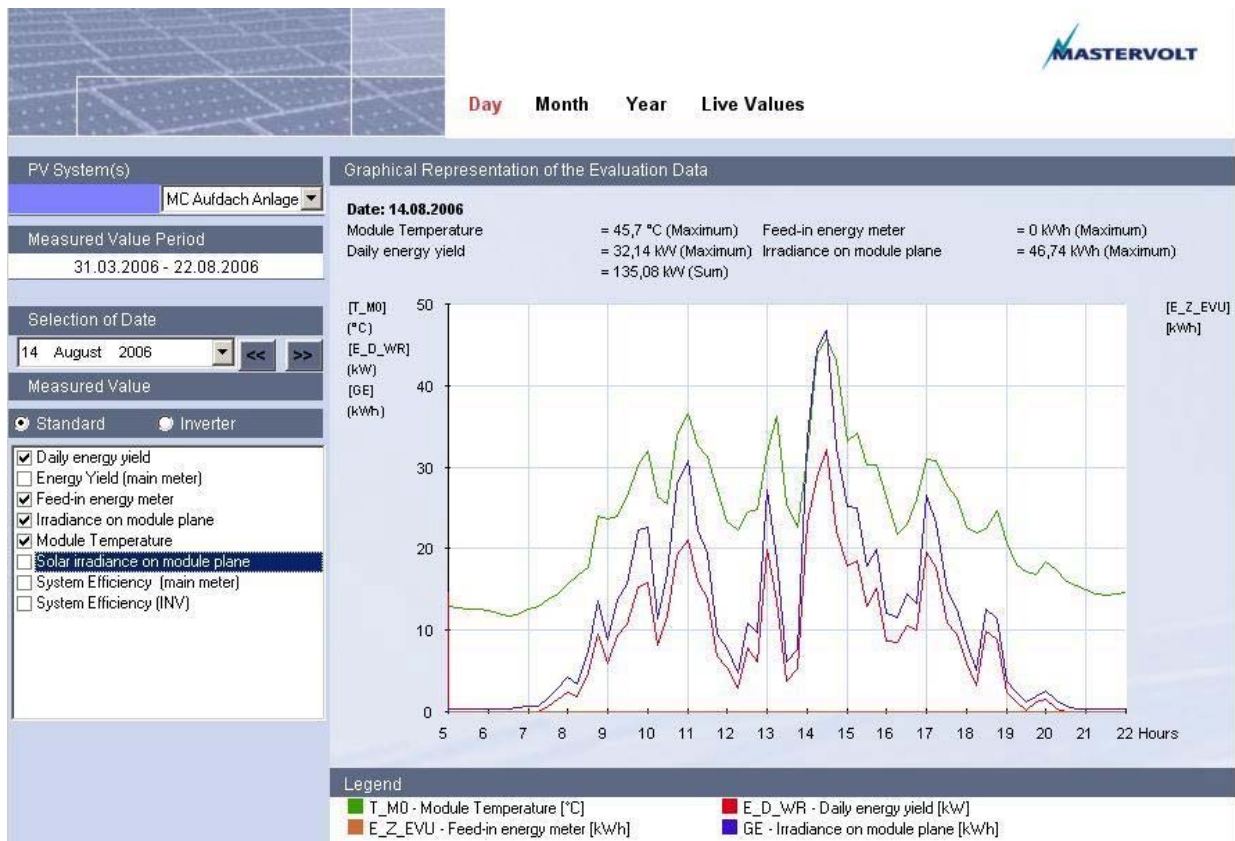 MASTERVOLT
Day Month Year Live Values
PV System(s)
MC Aufdach Anlage
Measured Value Period
31.03.2006 - 22.08.2006
Selection of Date
14 August 2006
<< >>
Measured Value
Standard Inverter
Daily energy yield
Energy Yield (main meter)
Feed-in energy meter
Irradiance on module plane
Module Temperature
Solar irradiance on module plane
System Efficiency (main meter)
System Efficiency (INV)
Graphical Representation of the Evaluation Data
Date: 14.08.2006
Module Temperature = 45,7 °C (Maximum) Feed-in energy meter = 0 kWh (Maximum)
Daily energy yield = 32,14 kW (Maximum) Irradiance on module plane = 46,74 kWh (Maximum)
= 135,08 kW (Sum)
[T_M0]
(°C)
[E_D_WR]
(kW)
[GE]
(kWh)
[E_Z_EVU]
[kWh]
50
40
30
20
10
0
5 6 7 8 9 10 11 12 13 14 15 16 17 18 19 20 21 22 Hours
Legend
T_M0 - Module Temperature [°C] E_D_WR - Daily energy yield [kW]
E_Z_EVU - Feed-in energy meter [kWh] GE - Irradiance on module plane [kWh]